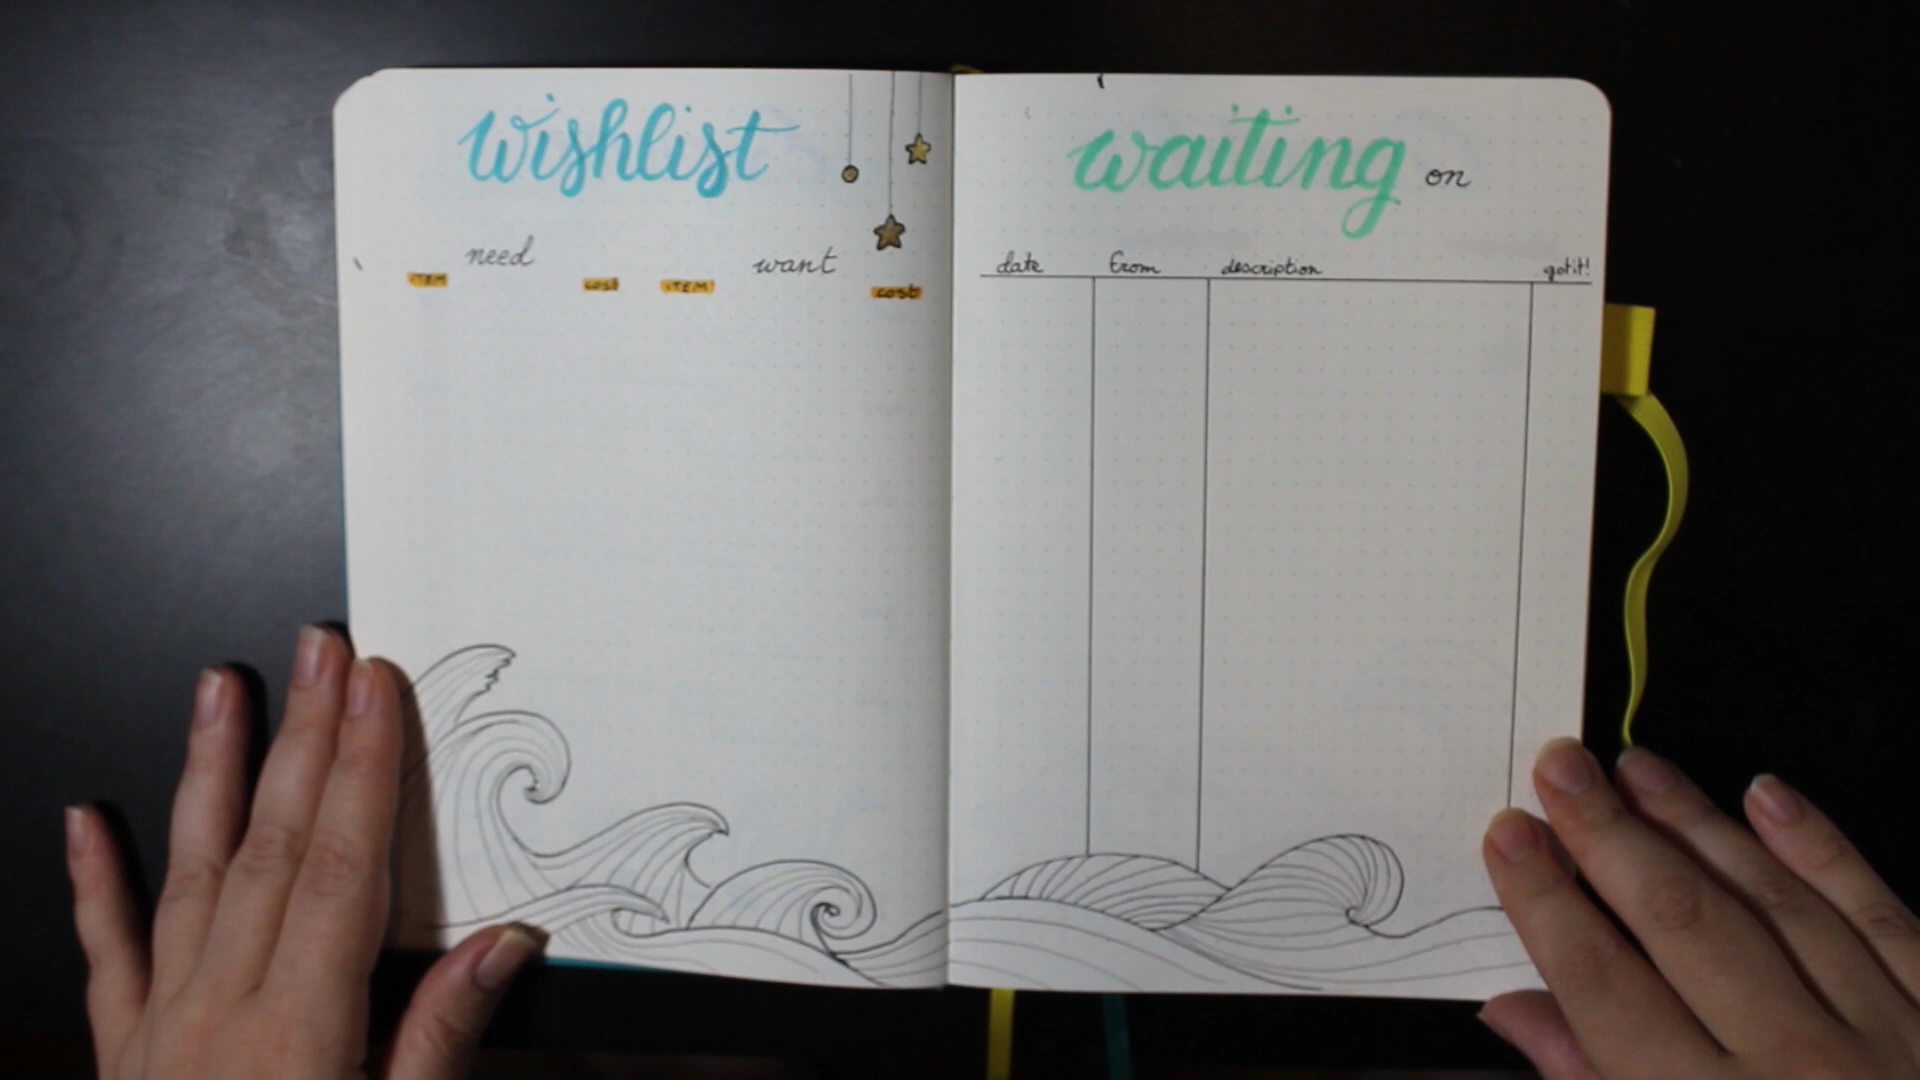 wishlist
need want
ITEM cost ITEM cost
waiting on
date from description got it!